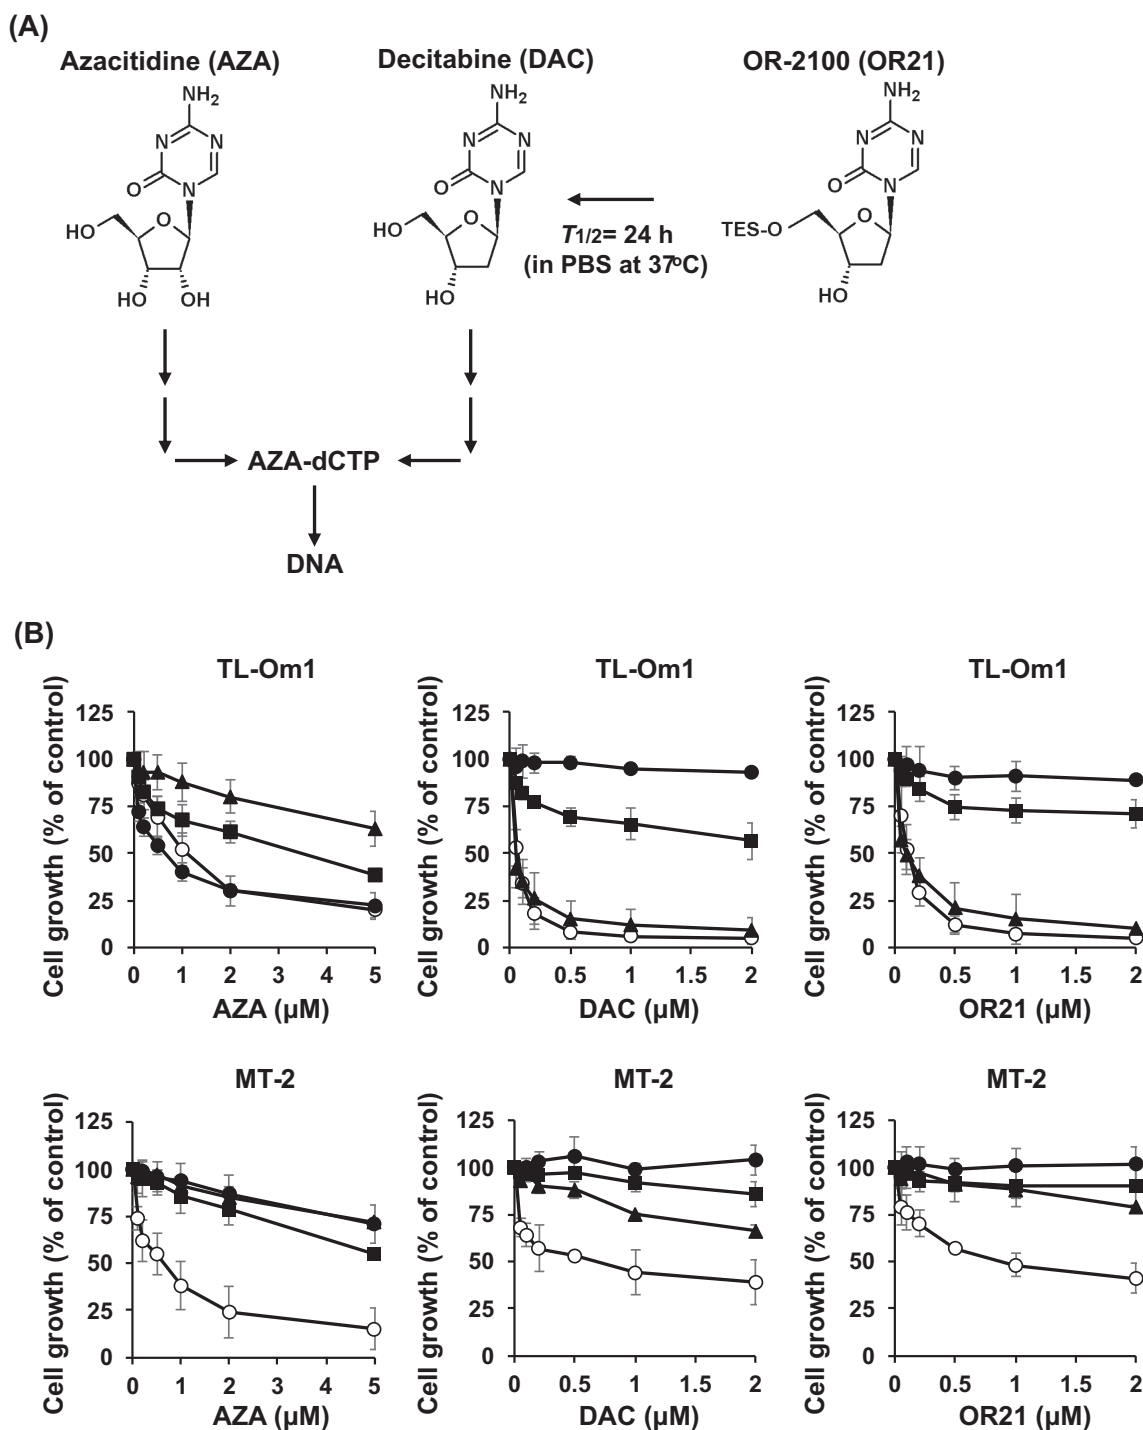 (A)
Azacitidine (AZA)
Decitabine (DAC)
OR-2100 (OR21)
NH2
N
N
O
N
HO
O
HO
OH
NH2
N
N
O
N
HO
O
HO
T1/2= 24 h
(in PBS at 37°C)
NH2
N
N
O
N
TES-O
O
HO
AZA-dCTP
DNA
(B)
TL-Om1
Cell growth (% of control)
125
100
75
50
25
0
0 1 2 3 4 5
AZA (µM)
TL-Om1
Cell growth (% of control)
125
100
75
50
25
0
0 0.5 1 1.5 2
DAC (µM)
TL-Om1
Cell growth (% of control)
125
100
75
50
25
0
0 0.5 1 1.5 2
OR21 (µM)
MT-2
Cell growth (% of control)
125
100
75
50
25
0
0 1 2 3 4 5
AZA (µM)
MT-2
Cell growth (% of control)
125
100
75
50
25
0
0 0.5 1 1.5 2
DAC (µM)
MT-2
Cell growth (% of control)
125
100
75
50
25
0
0 0.5 1 1.5 2
OR21 (µM)